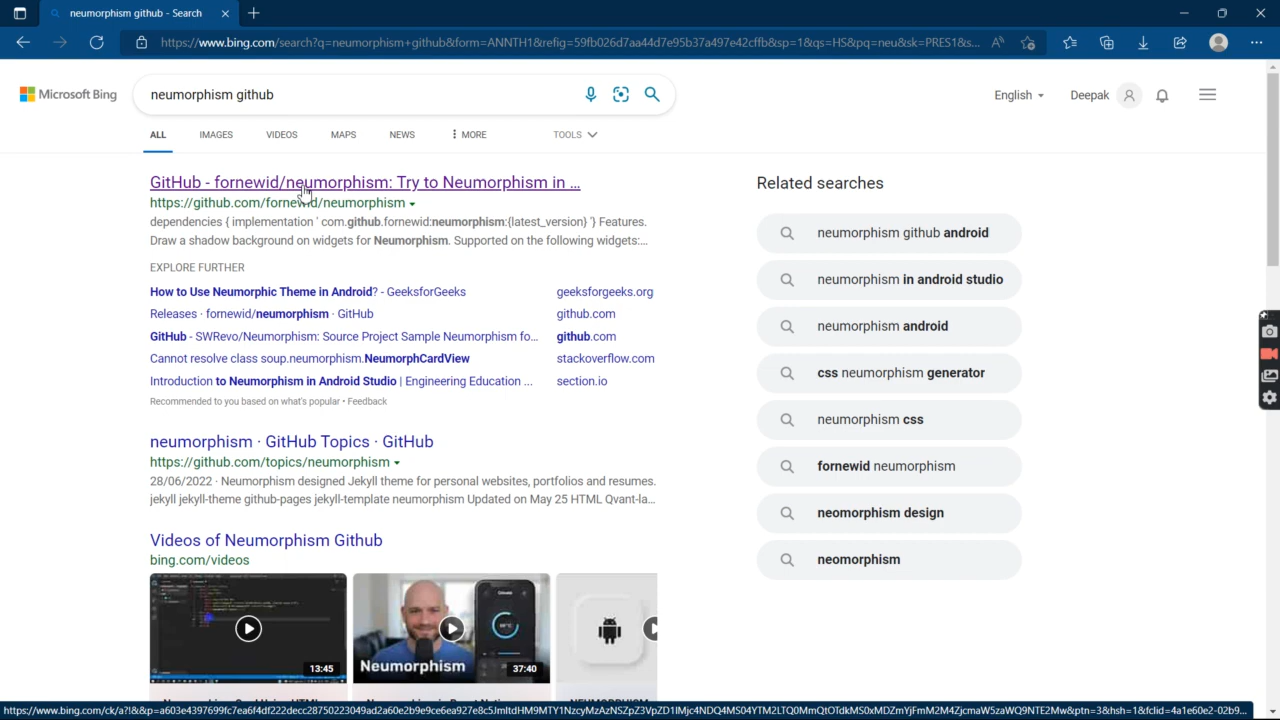 neumorphism github - Search
https://www.bing.com/search?q=neumorphism+github&form=ANNTH1&refig=59fb026d7aa44d7e95b37a497e42cffb&sp=1&qs=HS&pq=neu&sk=PRES1&s...
Microsoft Bing
neumorphism github
English
Deepak
ALL IMAGES VIDEOS MAPS NEWS MORE TOOLS
GitHub - fornewid/neumorphism: Try to Neumorphism in ...
https://github.com/fornewid/neumorphism
dependencies { implementation ' com.github.fornewid:neumorphism:{latest_version} '} Features.
Draw a shadow background on widgets for Neumorphism. Supported on the following widgets:...
EXPLORE FURTHER
How to Use Neumorphic Theme in Android? - GeeksforGeeks geeksforgeeks.org
Releases · fornewid/neumorphism · GitHub github.com
GitHub - SWRevo/Neumorphism: Source Project Sample Neumorphism fo... github.com
Cannot resolve class soup.neumorphism.NeumorphCardView stackoverflow.com
Introduction to Neumorphism in Android Studio | Engineering Education ... section.io
Recommended to you based on what's popular • Feedback
neumorphism · GitHub Topics · GitHub
https://github.com/topics/neumorphism
28/06/2022 · Neumorphism designed Jekyll theme for personal websites, portfolios and resumes.
jekyll jekyll-theme github-pages jekyll-template neumorphism Updated on May 25 HTML Qvant-la...
Videos of Neumorphism Github
bing.com/videos
13:45
Neumorphism
37:40
Related searches
neumorphism github android
neumorphism in android studio
neumorphism android
css neumorphism generator
neumorphism css
fornewid neumorphism
neomorphism design
neomorphism